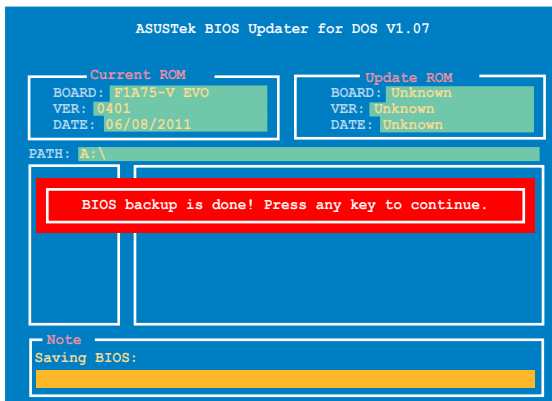 ASUSTek BIOS Updater for DOS V1.07
Current ROM
BOARD: F1A75-V EVO
VER: 0401
DATE: 06/08/2011
Update ROM
BOARD: Unknown
VER: Unknown
DATE: Unknown
PATH: A:\
BIOS backup is done! Press any key to continue.
Note
Saving BIOS: